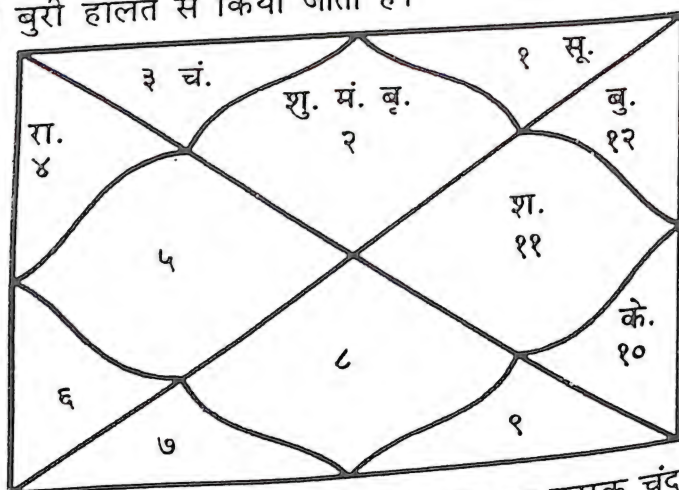 बुरी हालत से किया जाता है।
३ चं.
१ सू.
शु. मं. बृ.
२
रा.
४
बु.
१२
श.
११
५
के.
१०
८
६
७
९
चंद्र